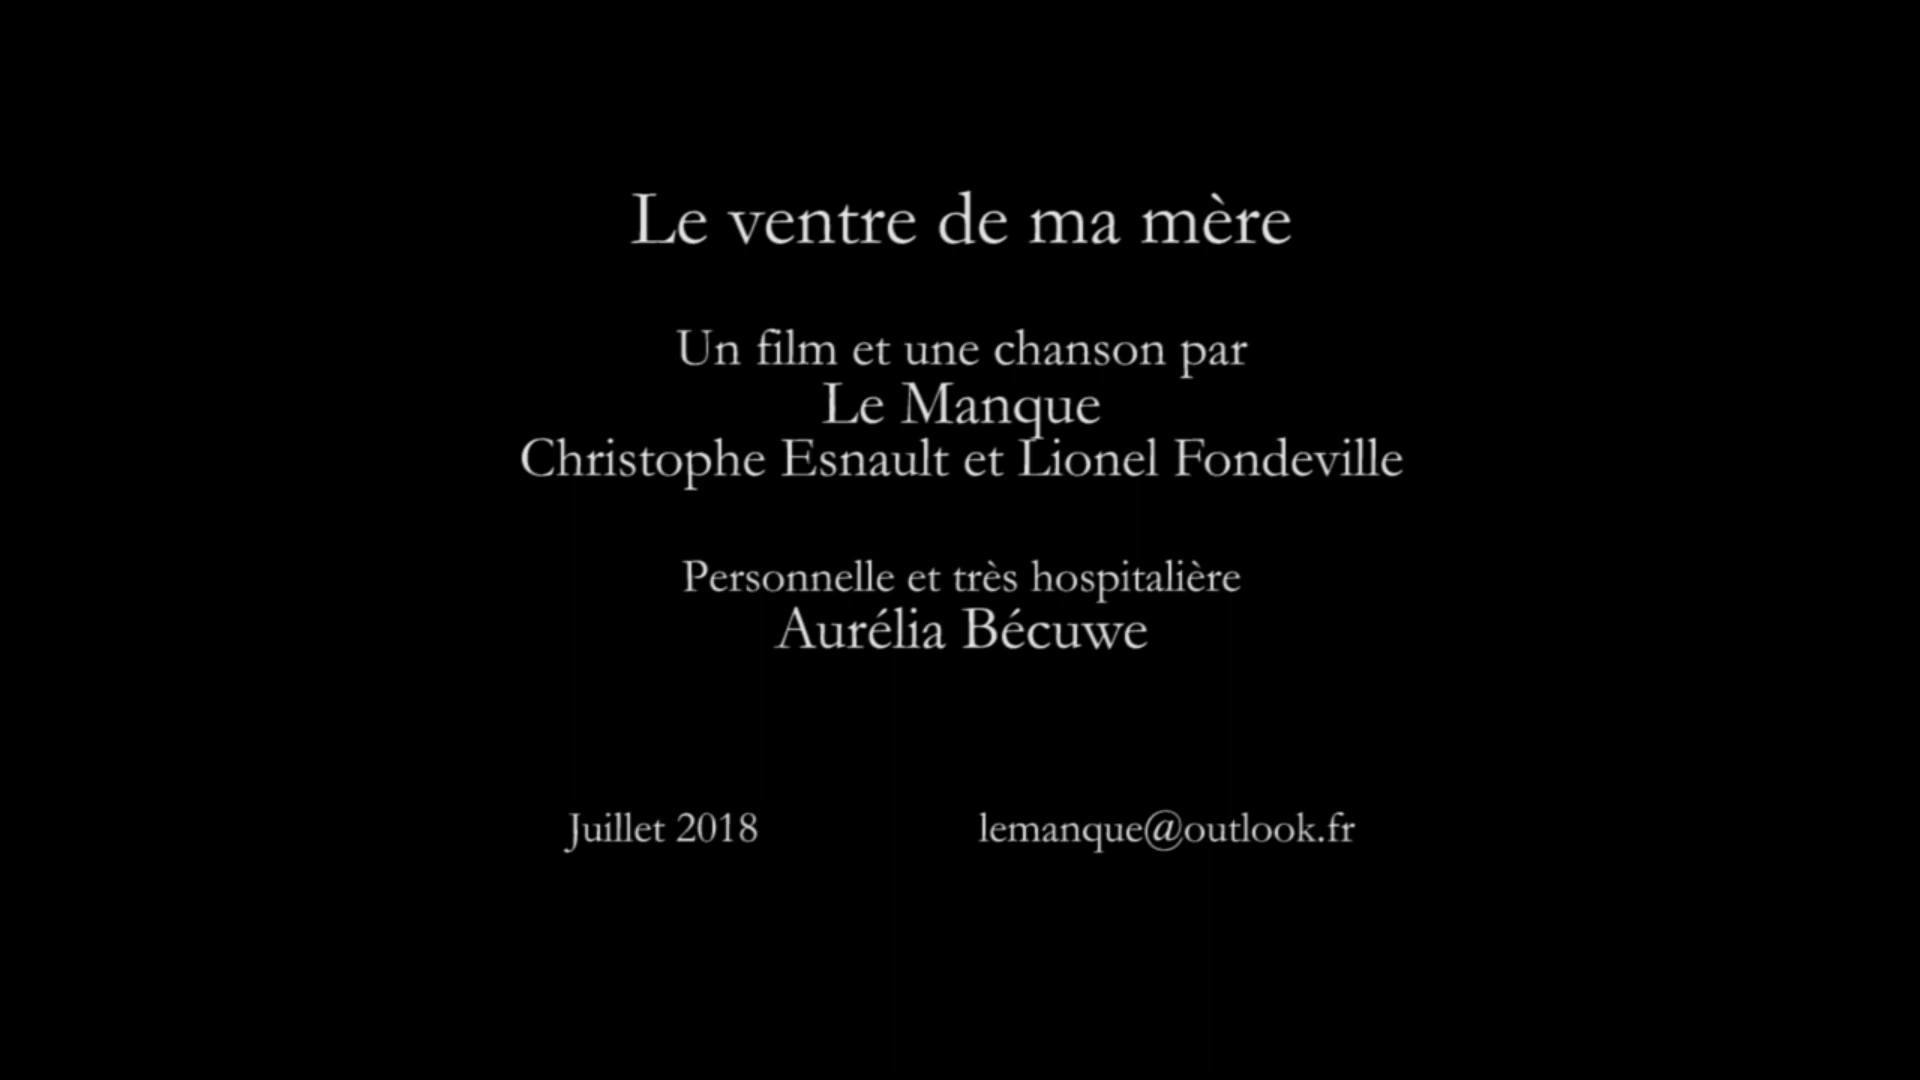 Le ventre de ma mère
Un film et une chanson par
Le Manque
Christophe Esnault et Lionel Fondeville
Personnelle et très hospitalière
Aurélia Bécuwe
Juillet 2018
lemanque@outlook.fr